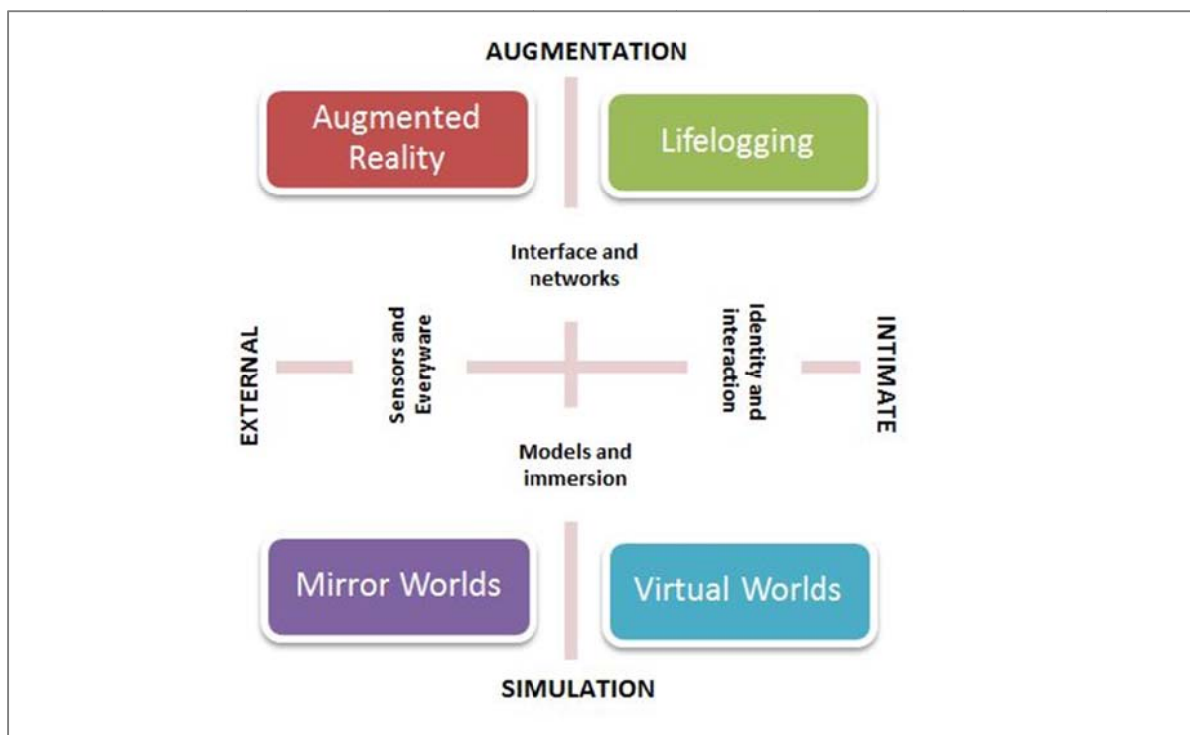 AUGMENTATION
Augmented
Reality
Lifelogging
Interface and
networks
EXTERNAL
Sensors and
Everyware
Identity and
interaction
INTIMATE
Models and
immersion
Mirror Worlds
Virtual Worlds
SIMULATION